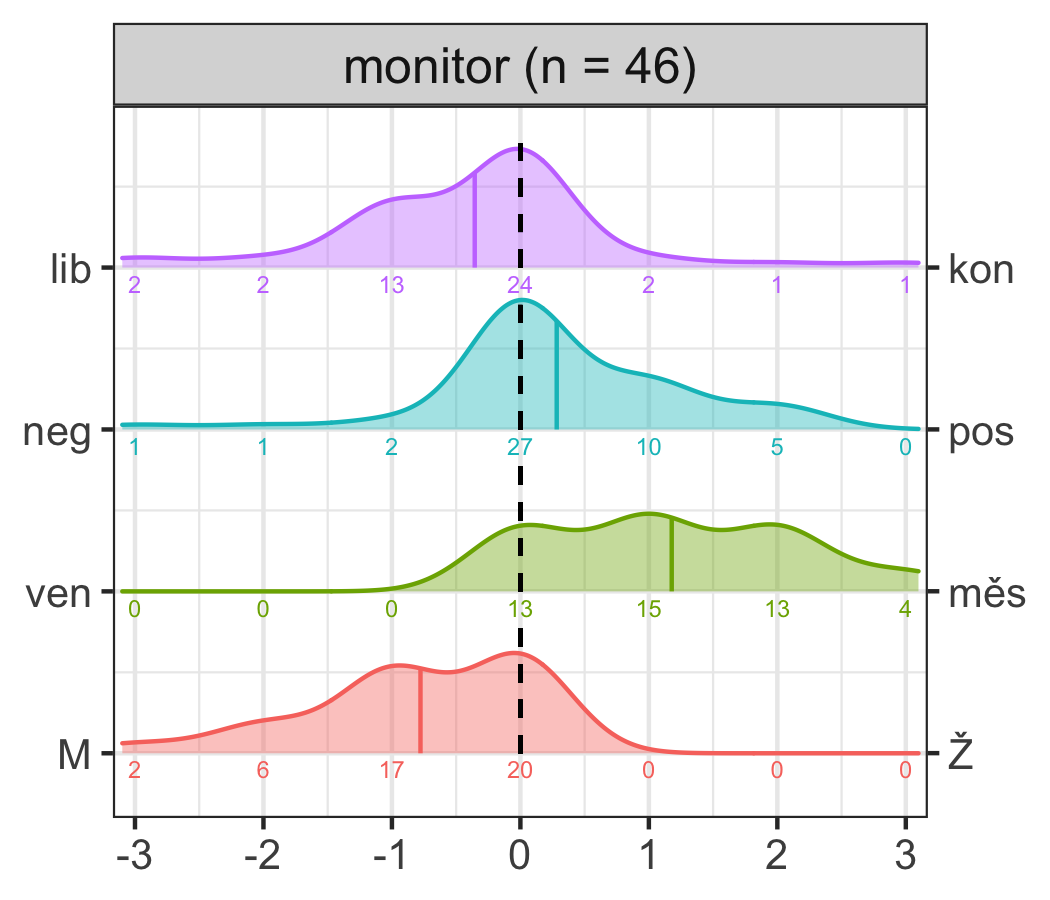 monitor (n = 46)
lib kon
2 2 13 24 2 1 1
neg pos
1 1 2 27 10 5 0
ven měs
0 0 0 13 15 13 4
M Ž
2 6 17 20 0 0 0
-3 -2 -1 0 1 2 3